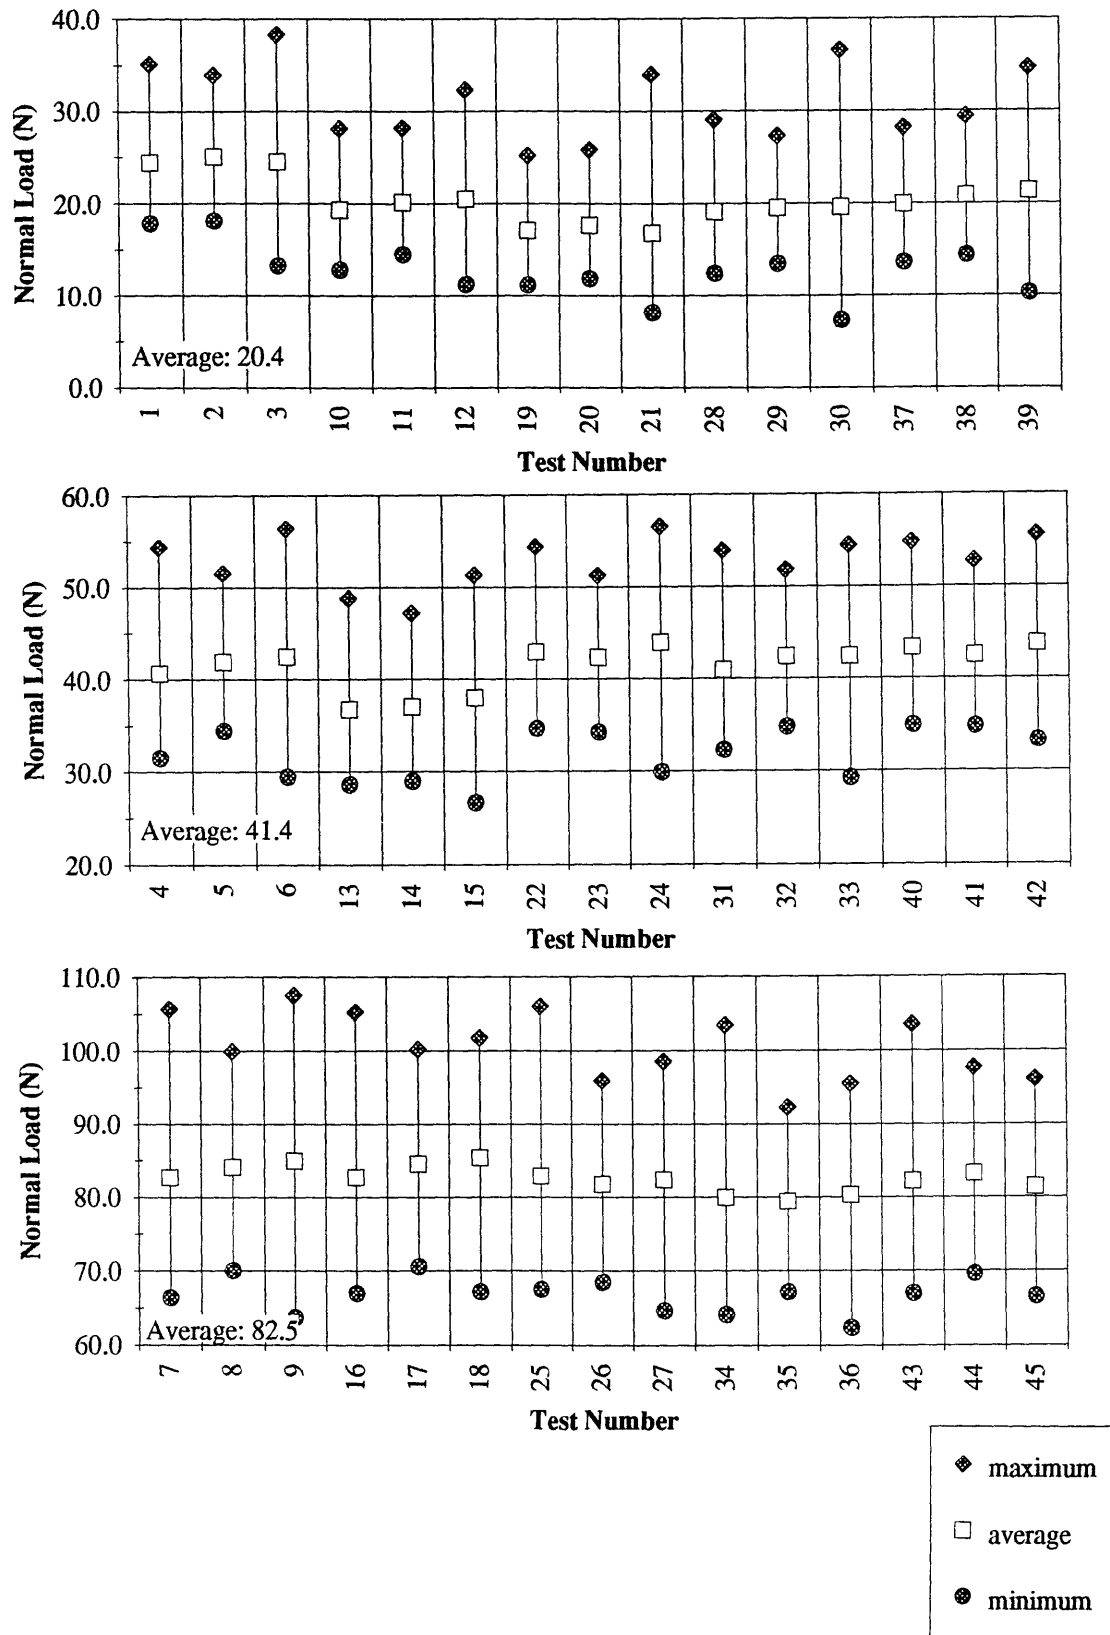 40.0
30.0
20.0
10.0
0.0
Normal Load (N)
Average: 20.4
1 2 3 10 11 12 19 20 21 28 29 30 37 38 39
Test Number
60.0
50.0
40.0
30.0
20.0
Normal Load (N)
Average: 41.4
4 5 6 13 14 15 22 23 24 31 32 33 40 41 42
Test Number
110.0
100.0
90.0
80.0
70.0
60.0
Normal Load (N)
Average: 82.5
7 8 9 16 17 18 25 26 27 34 35 36 43 44 45
Test Number
maximum
average
minimum